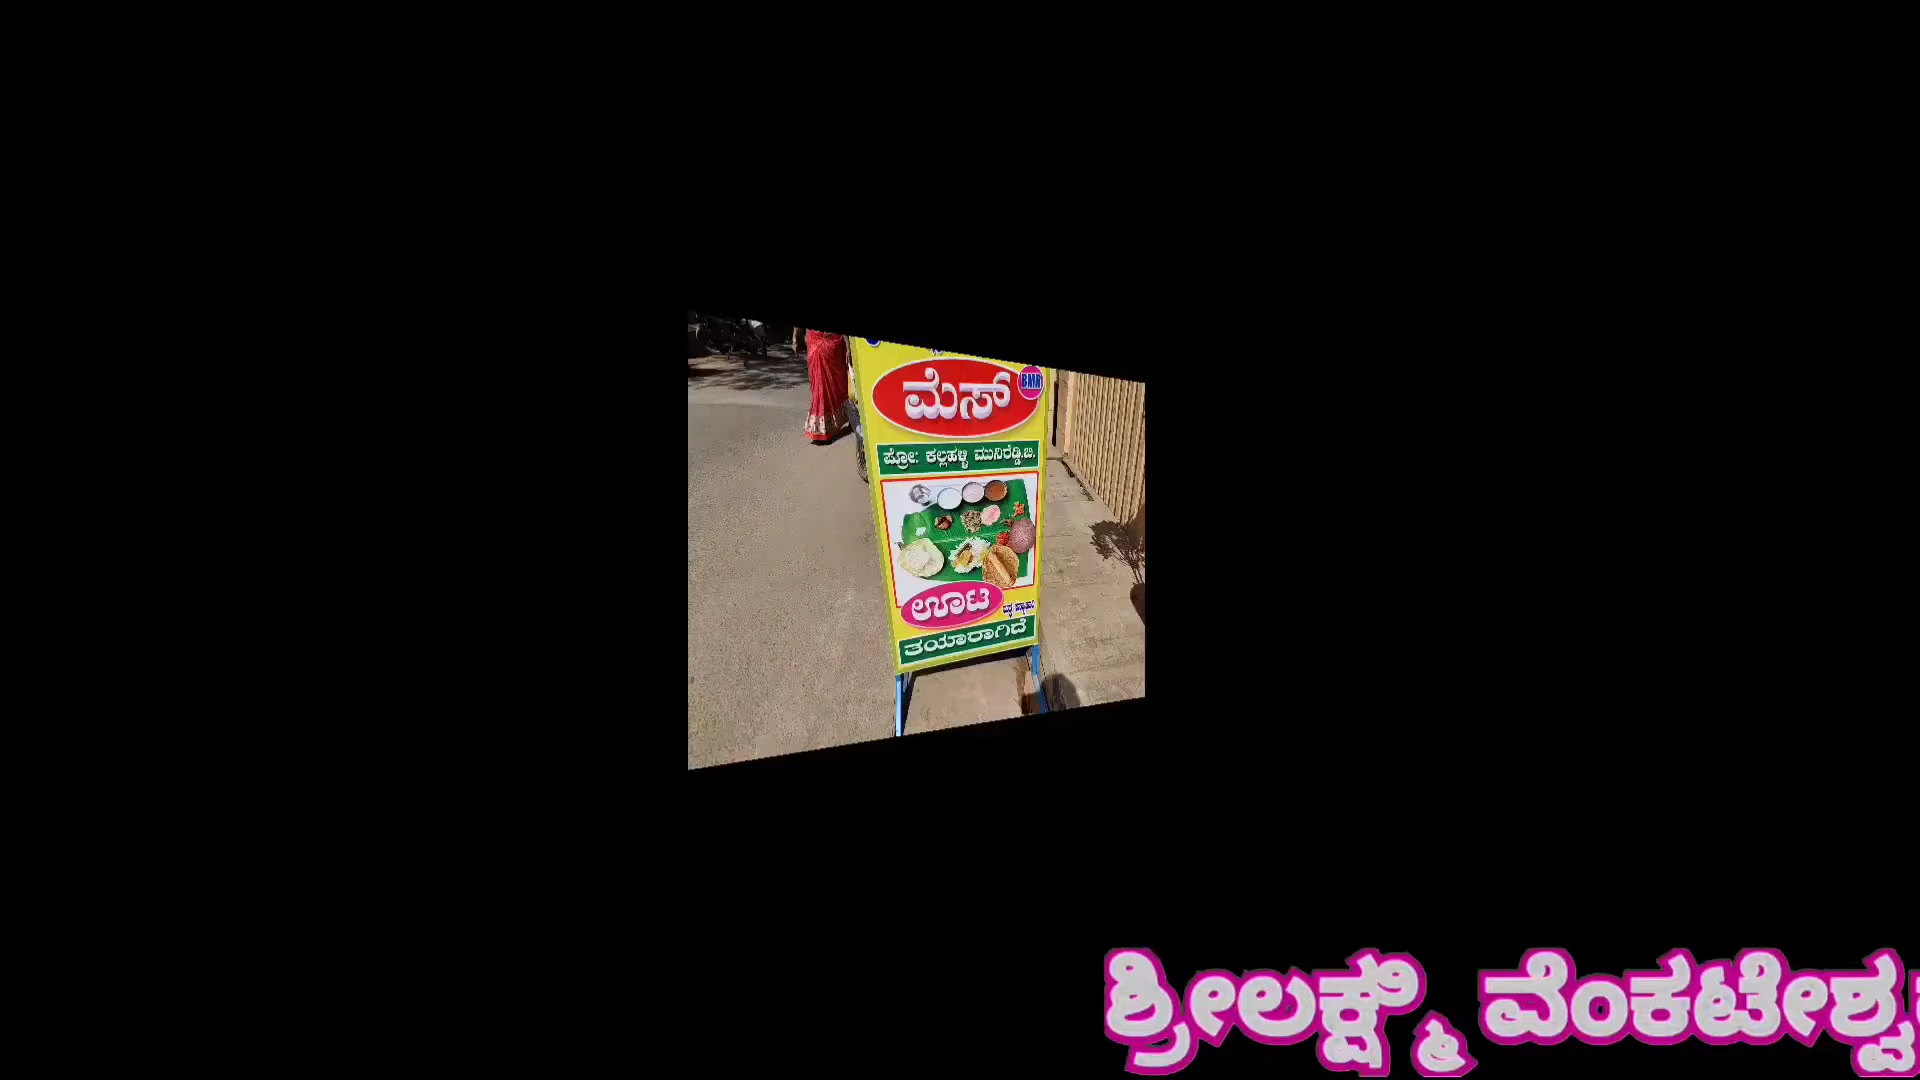 ಮೆಸ್
BMR
ಪ್ರೋ: ಕಲ್ಲಹಳ್ಳಿ ಮುನಿರೆಡ್ಡಿ.ಬಿ.
ಊಟ
ತಯಾರಾಗಿದೆ
ಶ್ರೀಲಕ್ಷ್ಮಿ ವೆಂಕಟೇಶ್ವ